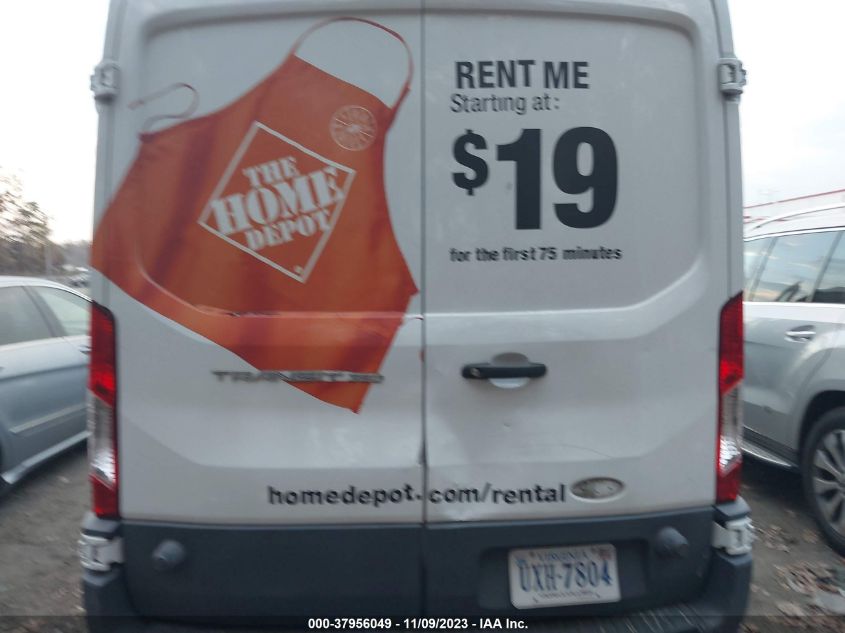 RENT ME
Starting at:
$19
for the first 75 minutes
THE
HOME
DEPOT
TRANSIT
homedepot.com/rental
VIRGINIA
UXH-7804
000-37956049 - 11/09/2023 - IAA Inc.